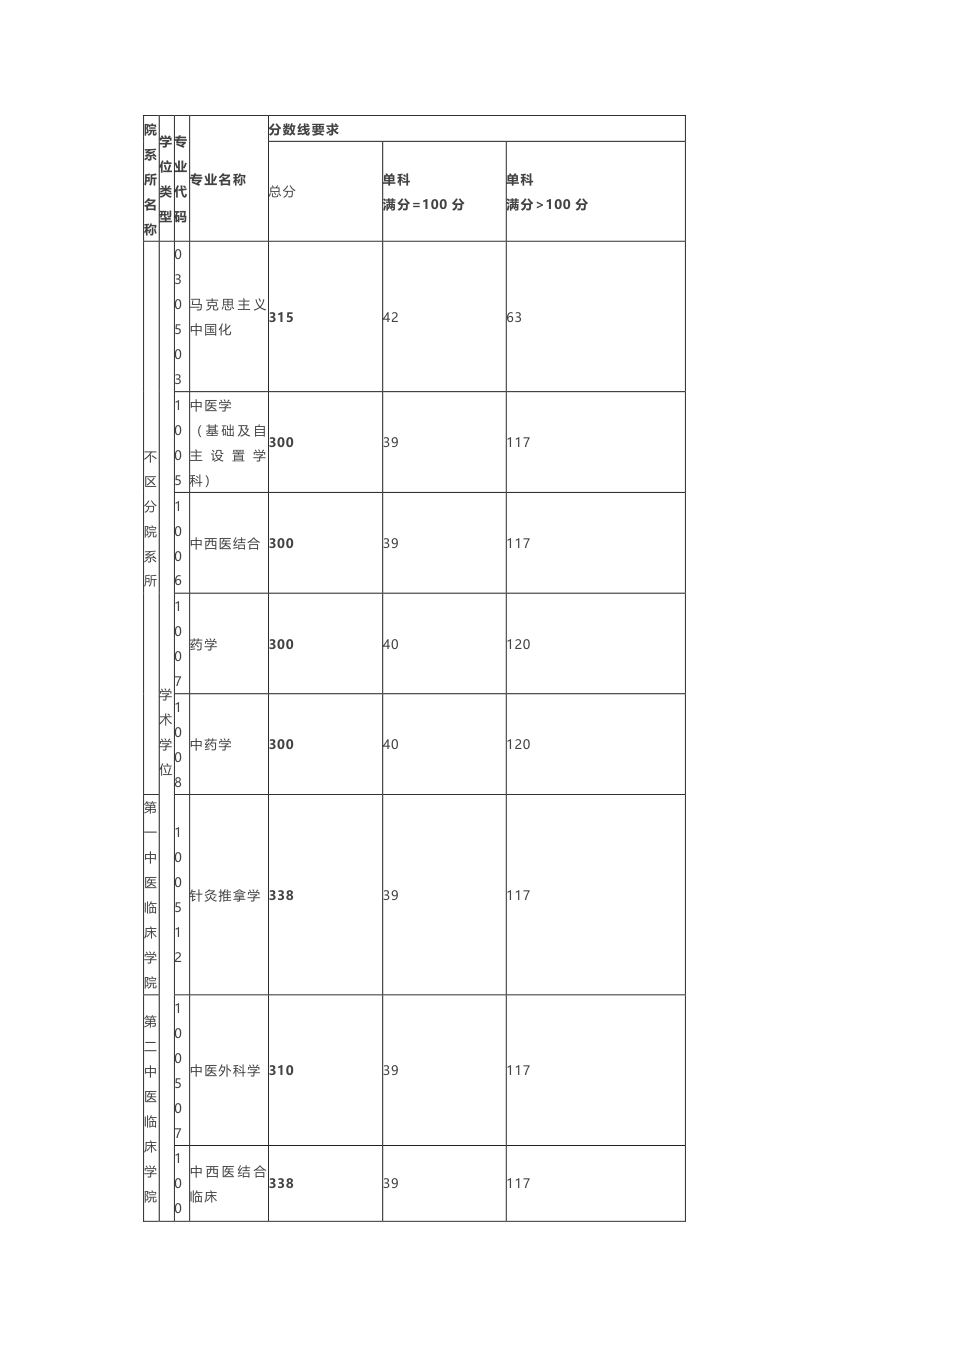 院系所名称
学位类型
专业代码
专业名称
分数线要求
总分
单科
满分=100 分
单科
满分>100 分
不区分院系所
学术学位
030503
马克思主义
中国化
315
42
63
1005
中医学
（基础及自
主设置学
科）
300
39
117
1006
中西医结合
300
39
117
1007
药学
300
40
120
1008
中药学
300
40
120
第一中医临床学院
100512
针灸推拿学
338
39
117
第二中医临床学院
100507
中医外科学
310
39
117
100
中西医结合
临床
338
39
117